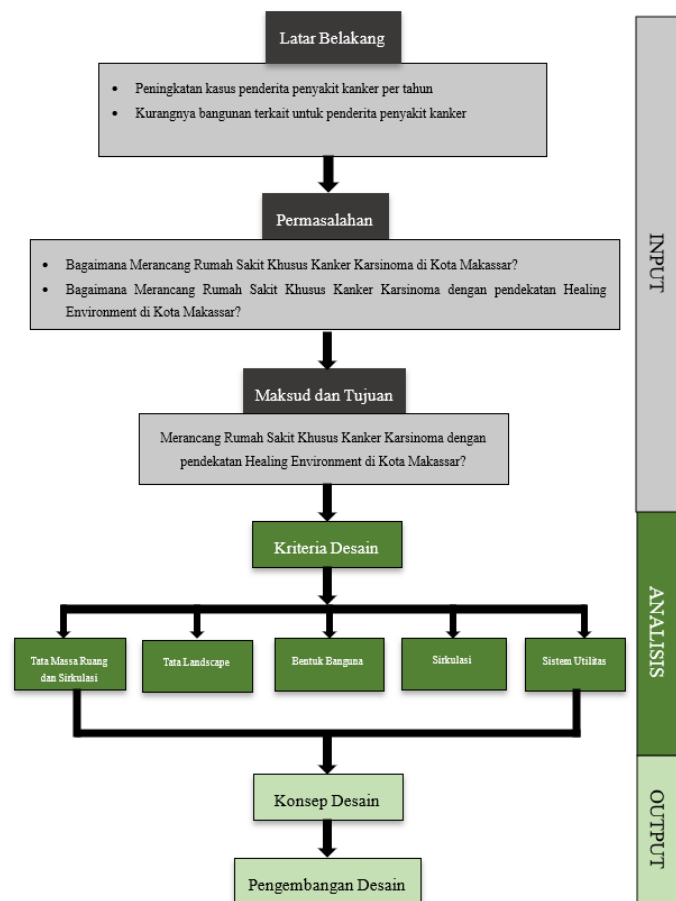 Latar Belakang
• Peningkatan kasus penderita penyakit kanker per tahun
• Kurangnya bangunan terkait untuk penderita penyakit kanker
Permasalahan
• Bagaimana Merancang Rumah Sakit Khusus Kanker Karsinoma di Kota Makassar?
• Bagaimana Merancang Rumah Sakit Khusus Kanker Karsinoma dengan pendekatan Healing
Environment di Kota Makassar?
Maksud dan Tujuan
Merancang Rumah Sakit Khusus Kanker Karsinoma dengan
pendekatan Healing Environment di Kota Makassar?
INPUT
Kriteria Desain
Tata Massa Ruang
dan Sirkulasi
Tata Landscape
Bentuk Banguna
Sirkulasi
Sistem Utilitas
ANALISIS
Konsep Desain
Pengembangan Desain
OUTPUT